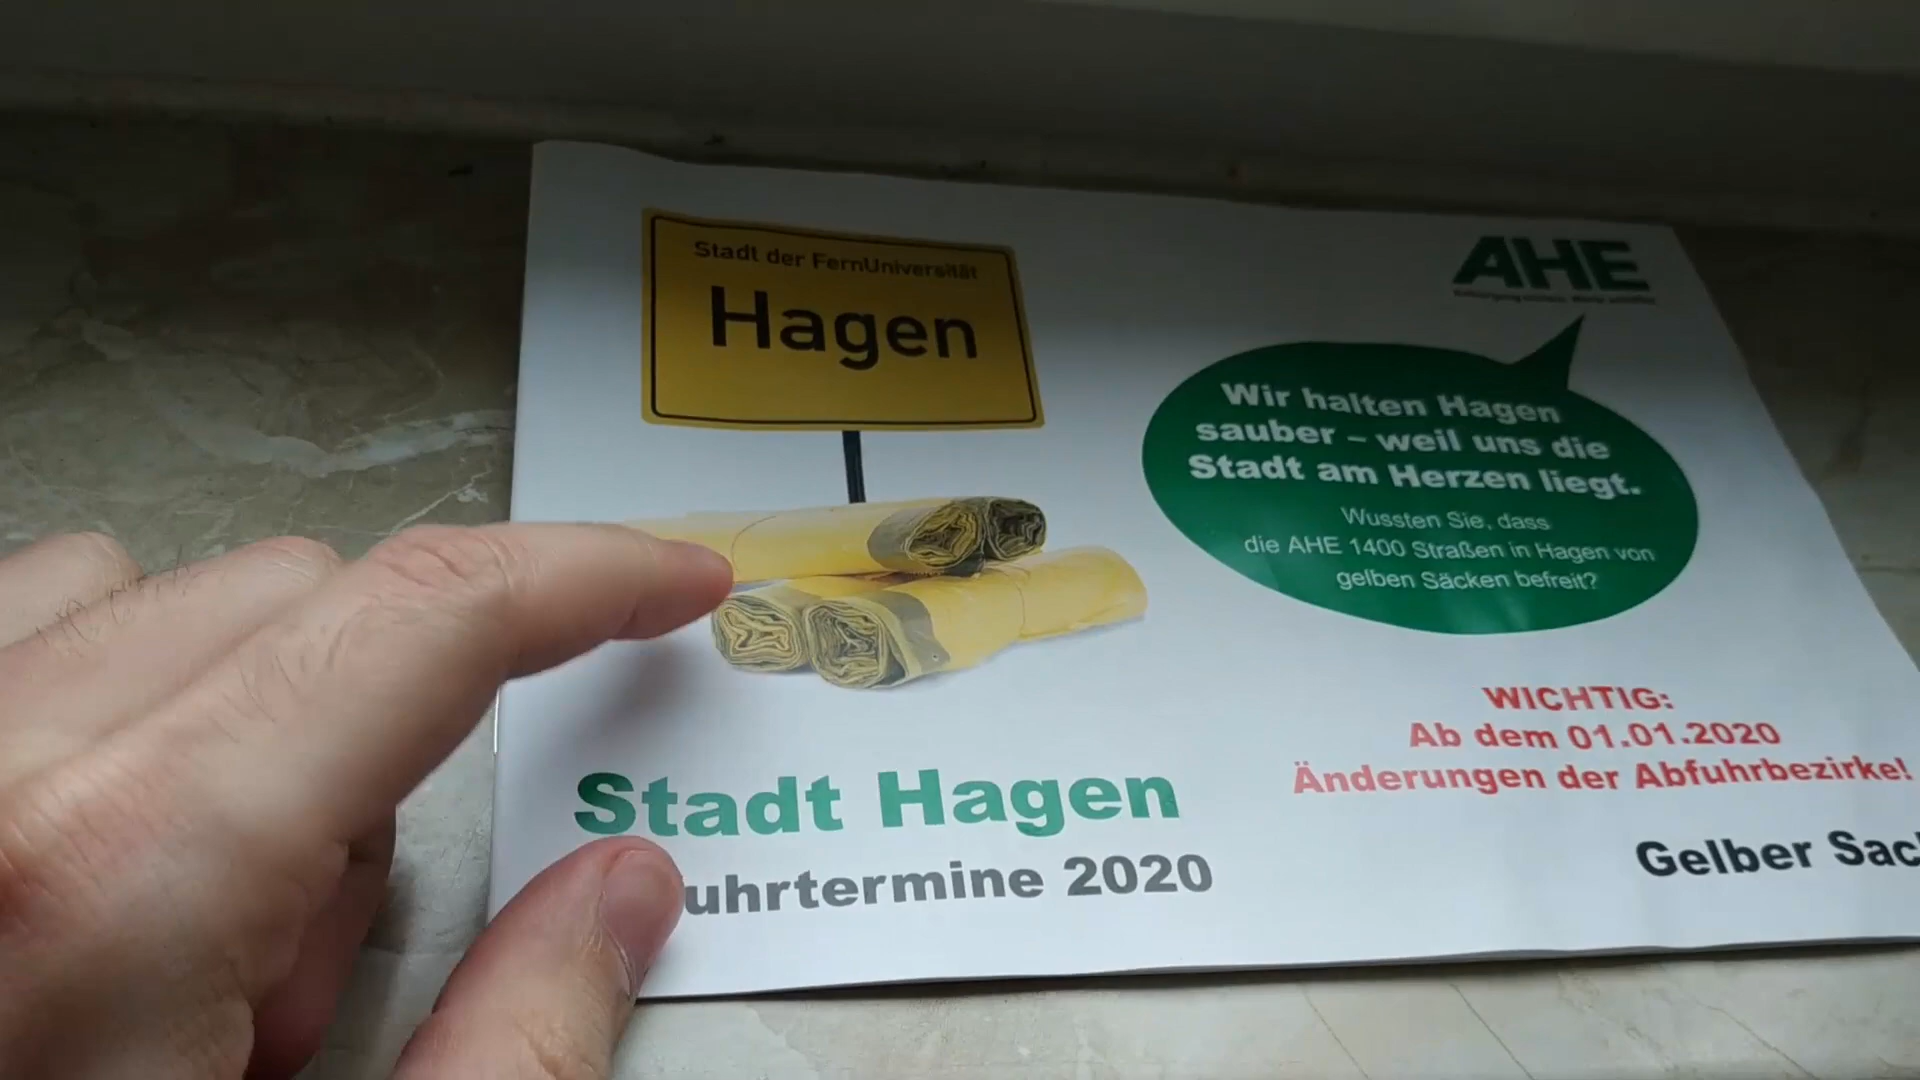 Stadt der FernUniversität
Hagen
AHE
Wir halten Hagen
sauber – weil uns die
Stadt am Herzen liegt.
Wussten Sie, dass
die AHE 1400 Straßen in Hagen von
gelben Säcken befreit?
WICHTIG:
Ab dem 01.01.2020
Änderungen der Abfuhrbezirke!
Stadt Hagen
uhrtermine 2020
Gelber Sac